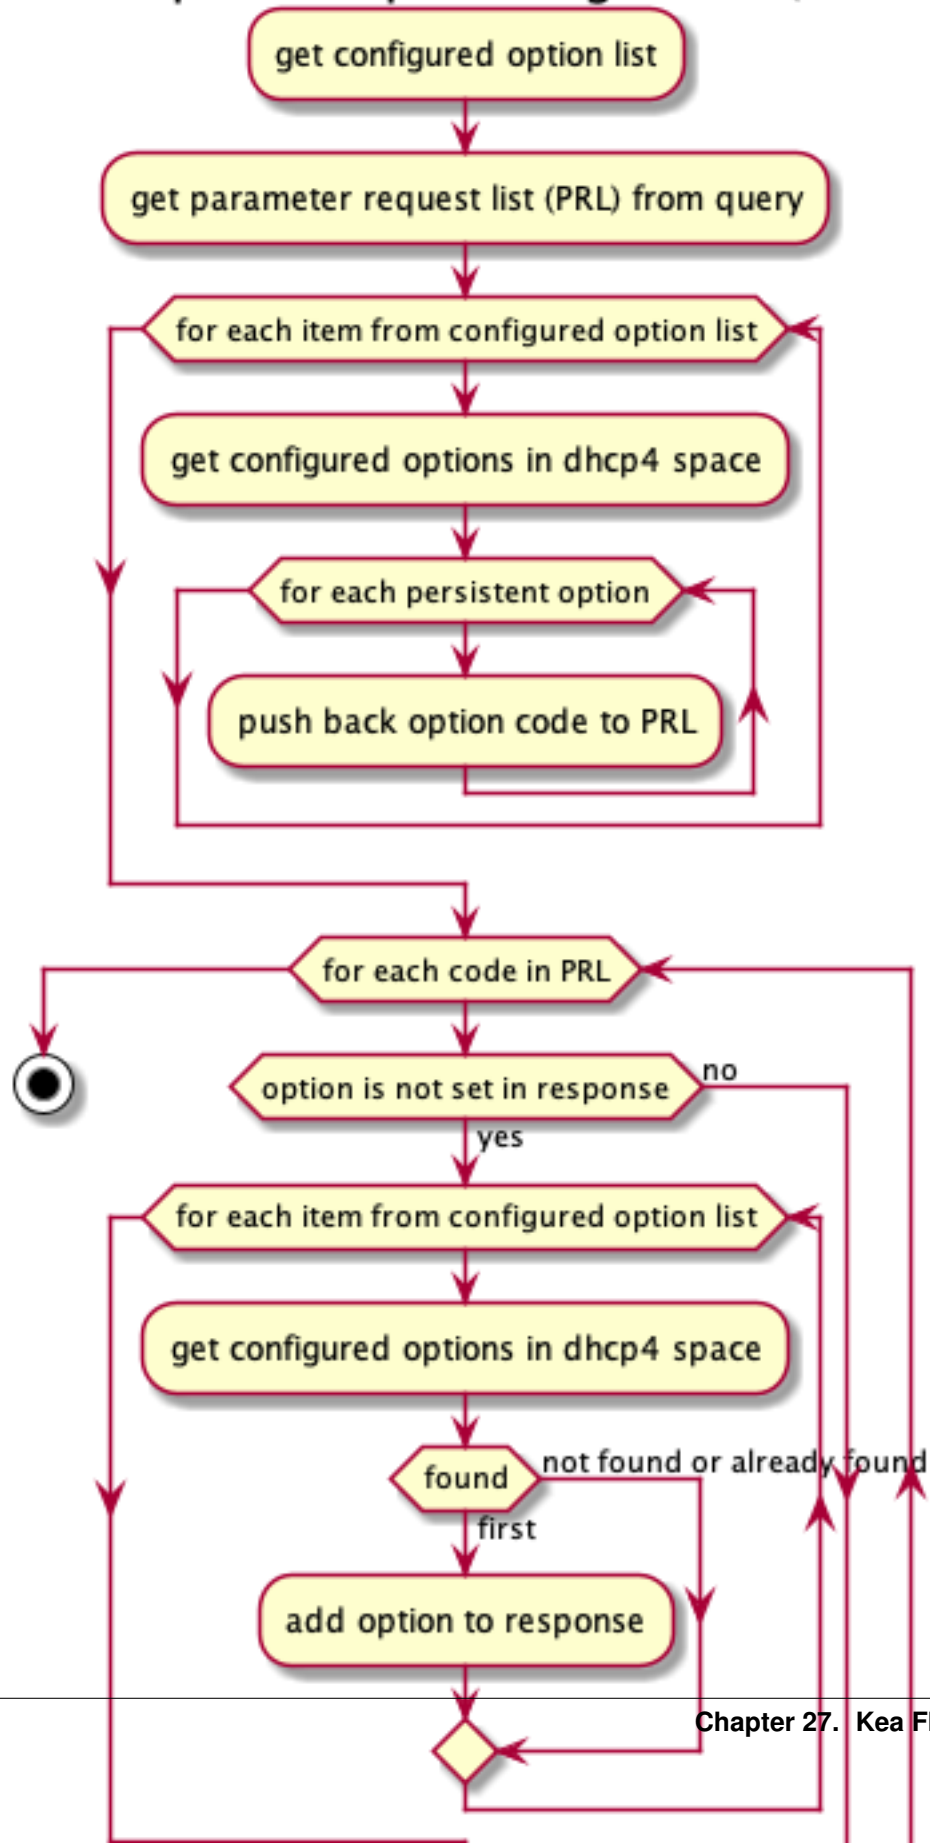 get configured option list
get parameter request list (PRL) from query
for each item from configured option list
get configured options in dhcp4 space
for each persistent option
push back option code to PRL
for each code in PRL
option is not set in response
no
yes
for each item from configured option list
get configured options in dhcp4 space
found
not found or already found
first
add option to response
Chapter 27. Kea